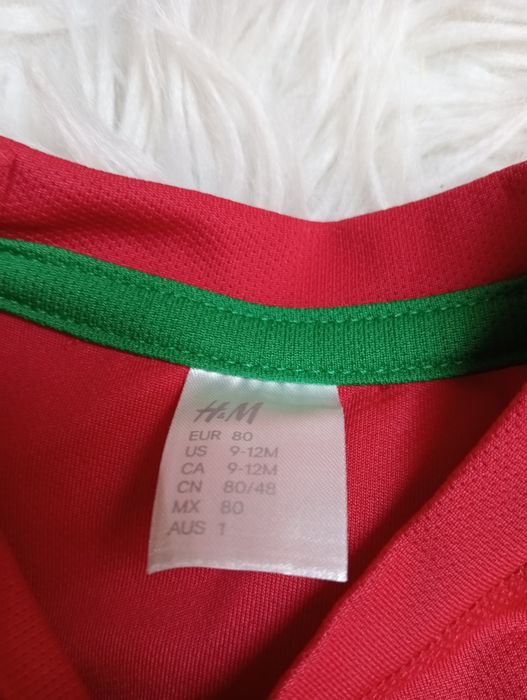 H&M
EUR 80
US 9-12M
CA 9-12M
CN 80/48
MX 80
AUS 1